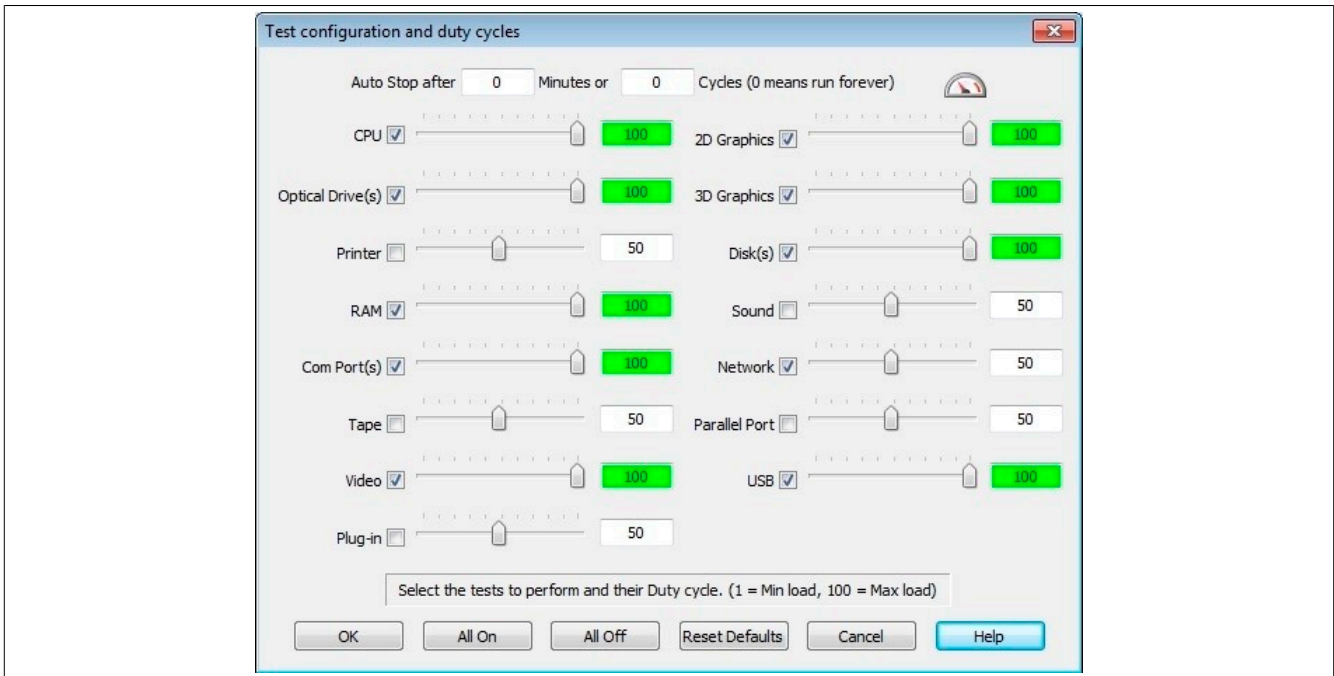 Test configuration and duty cycles
Auto Stop after 0 Minutes or 0 Cycles (0 means run forever)
CPU 100 2D Graphics 100
Optical Drive(s) 100 3D Graphics 100
Printer 50 Disk(s) 100
RAM 100 Sound 50
Com Port(s) 100 Network 50
Tape 50 Parallel Port 50
Video 100 USB 100
Plug-in 50
Select the tests to perform and their Duty cycle. (1 = Min load, 100 = Max load)
OK All On All Off Reset Defaults Cancel Help